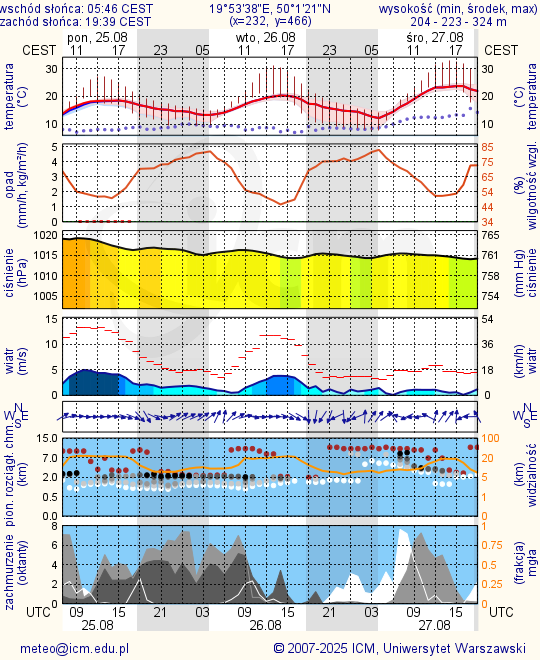 wschód słońca: 05:46 CEST 19°53'38"E, 50°1'21"N wysokość (min, środek, max)
zachód słońca: 19:39 CEST (x=232, y=466) 204 - 223 - 324 m
pon, 25.08 wto, 26.08 śro, 27.08
CEST 11 17 23 05 11 17 23 05 11 17 CEST
temperatura (°C) 30 20 10 30 20 10 (°C) temperatura
opad (mm/h, kg/m²/h) 5 4 3 2 1 0 85 75 65 54 44 34 (%) wilgotność wzgl.
ciśnienie (hPa) 1020 1015 1010 1005 765 761 758 754 (mm Hg) ciśnienie
wiatr (m/s) 15 10 5 0 54 36 18 0 (km/h) wiatr
N W E S N W E S
pion. rozciągł. chm. (km) 15.0 7.0 2.0 0.5 0.0 100 20 5 1 0 (km) widzialność
zachmurzenie (oktanty) 8 6 4 2 0 1 0.75 0.5 0.25 0 (frakcja) mgła
UTC 09 15 21 03 09 15 21 03 09 15 UTC
25.08 26.08 27.08
meteo@icm.edu.pl © 2007-2025 ICM, Uniwersytet Warszawski